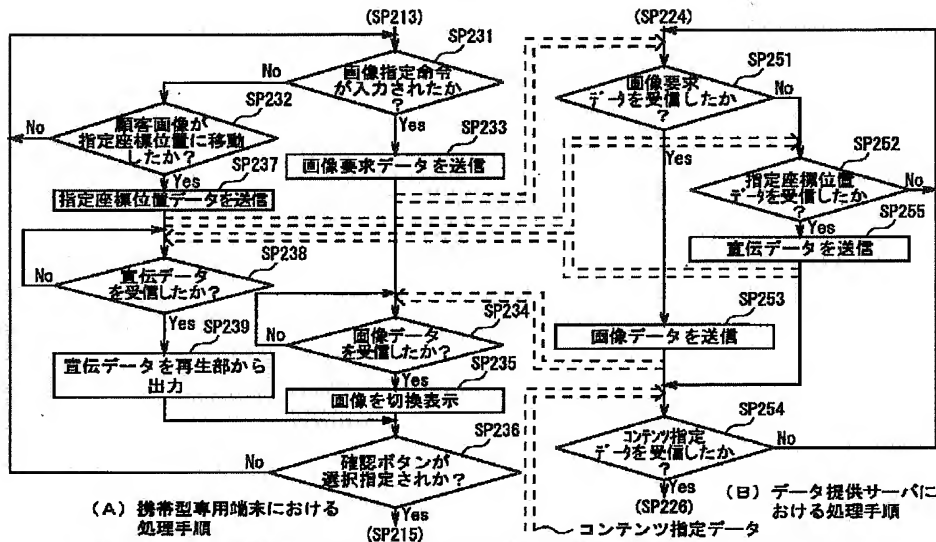 (SP213)
SP231
画像指定命令
が入力されたか
?
No
Yes
SP232
顧客画像が
指定座標位置に移動
したか?
No
Yes
SP237
指定座標位置データを送信
SP233
画像要求データを送信
SP238
宣伝データ
を受信したか?
No
Yes
SP239
宣伝データを再生部から
出力
SP234
画像データ
を受信したか?
No
Yes
SP235
画像を切換表示
SP236
確認ボタンが
選択指定されか?
No
Yes
(SP215)
(A) 携帯型専用端末における
処理手順
(SP224)
SP251
画像要求
データを受信したか
?
No
Yes
SP252
指定座標位置
データを受信したか
?
No
Yes
SP255
宣伝データを送信
SP253
画像データを送信
SP254
コンテンツ指定
データを受信したか
?
No
Yes
(SP226)
コンテンツ指定データ
(B) データ提供サーバに
おける処理手順